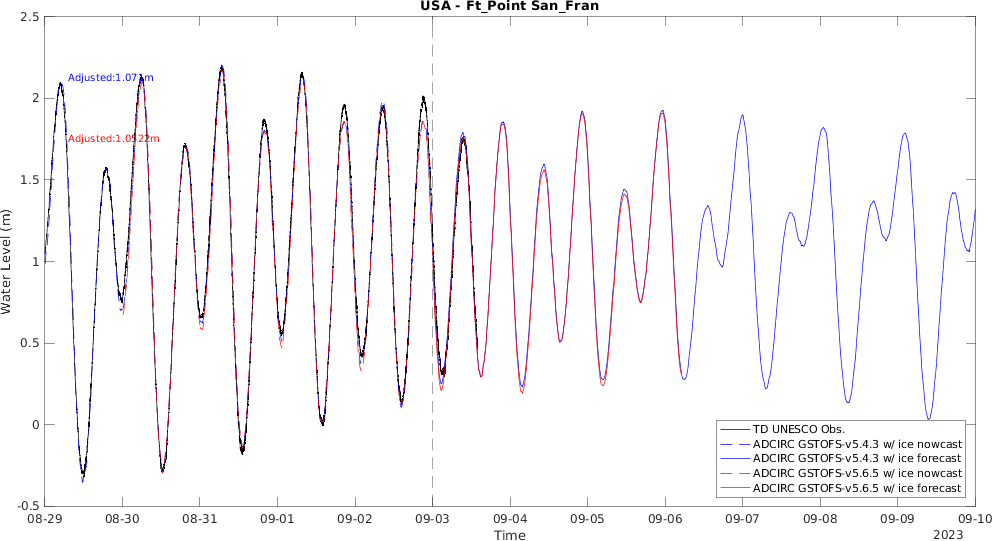 USA - Ft_Point San_Fran
Adjusted:1.071m
Adjusted:1.0522m
Water Level (m)
2.5
2
1.5
1
0.5
0
-0.5
TD UNESCO Obs.
ADCIRC GSTOFS-v5.4.3 w/ ice nowcast
ADCIRC GSTOFS-v5.4.3 w/ ice forecast
ADCIRC GSTOFS-v5.6.5 w/ ice nowcast
ADCIRC GSTOFS-v5.6.5 w/ ice forecast
08-29 08-30 08-31 09-01 09-02 09-03 09-04 09-05 09-06 09-07 09-08 09-09 09-10
Time
2023